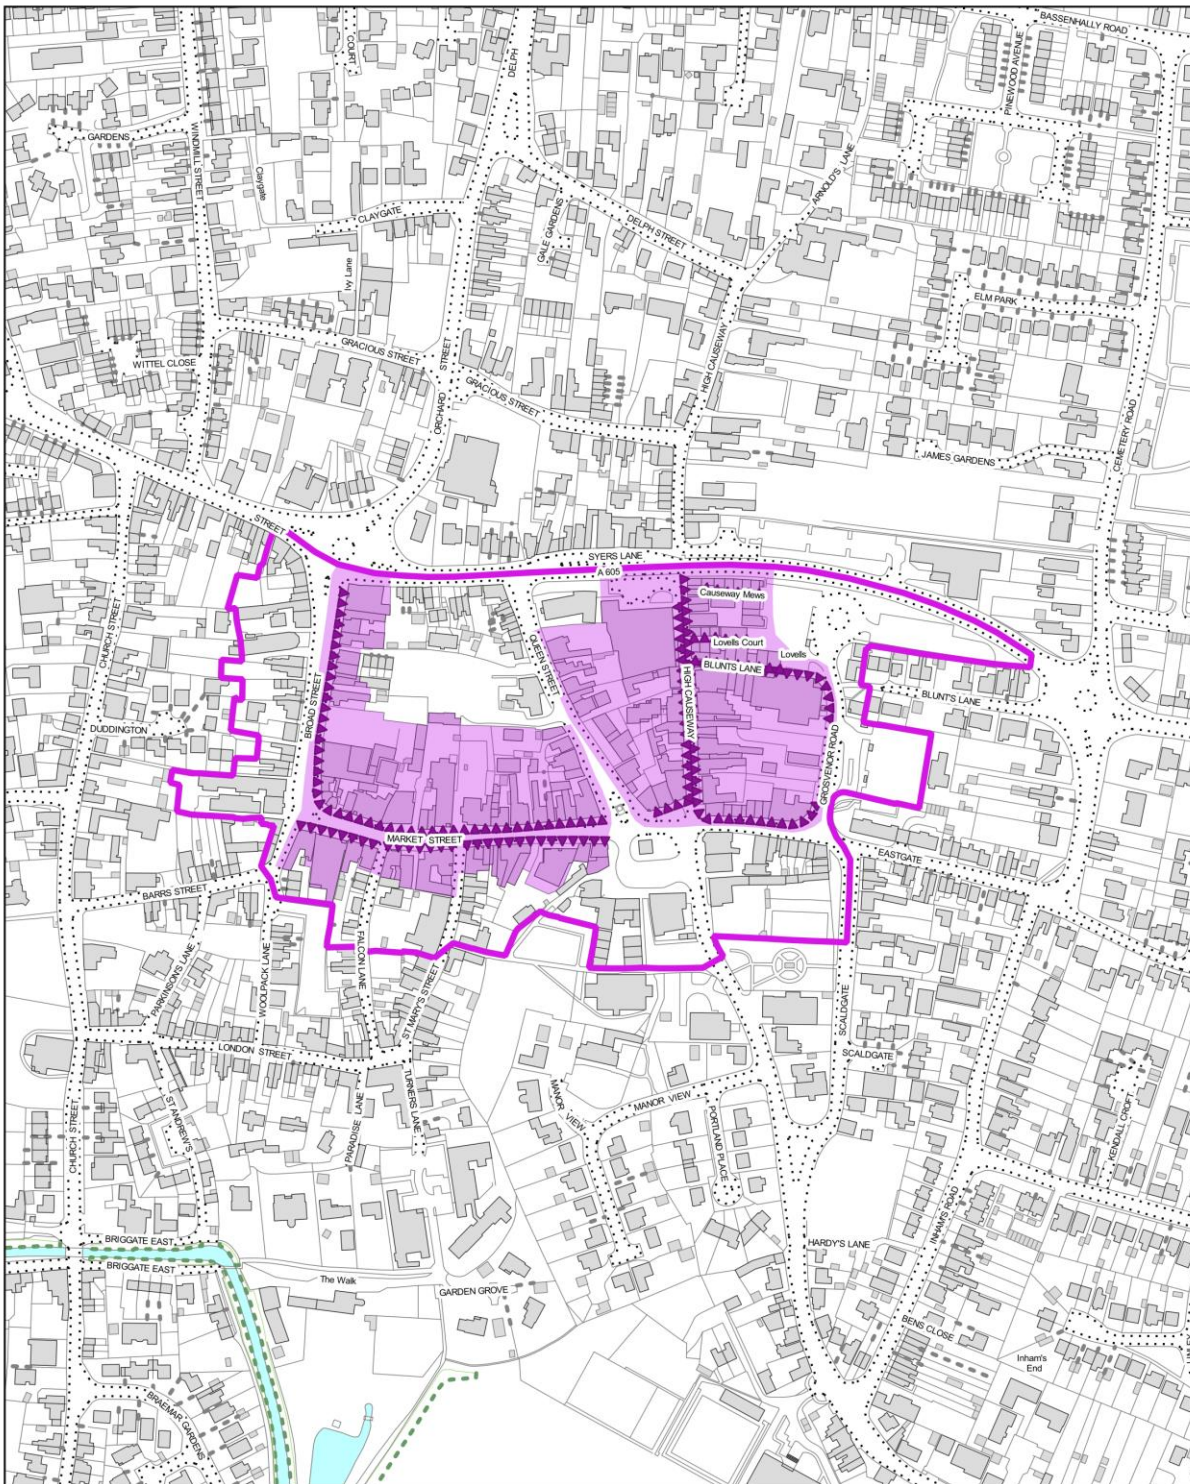 BASSENHALLY ROAD
PINEWOOD AVENUE
COURT
DELPH
GARDENS
WINDMILL STREET
Claygate
ARNOLD'S LANE
CLAYGATE
GALE GARDENS
DELPH STREET
Ivy Lane
ELM PARK
GRACIOUS STREET
STREET
HIGH CAUSEWAY
WITTEL CLOSE
GRACIOUS STREET
ORCHARD
CEMETERY ROAD
JAMES GARDENS
STREET
SYERS LANE
A 605
Causeway Mews
CHURCH STREET
QUEEN STREET
Lovells Court
Lovells
BLUNTS LANE
HIGH CAUSEWAY
BROAD STREET
BLUNT'S LANE
DUDDINGTON
GROSVENOR ROAD
MARKET STREET
EASTGATE
BARRS STREET
PARKINSON'S LANE
WOOLPACK LANE
FALCON LANE
ST MARY'S STREET
SCALDGATE
LONDON STREET
SCALDGATE
TURNERS LANE
PARADISE LANE
ST ANDREW'S
MANOR VIEW
MANOR VIEW
PORTLAND PLACE
KENDALL CROFT
CHURCH STREET
INHAM'S ROAD
BRIGGATE EAST
HARDY'S LANE
BRIGGATE EAST
The Walk
GARDEN GROVE
BENS CLOSE
Inham's
End
BRAEMAR GARDENS